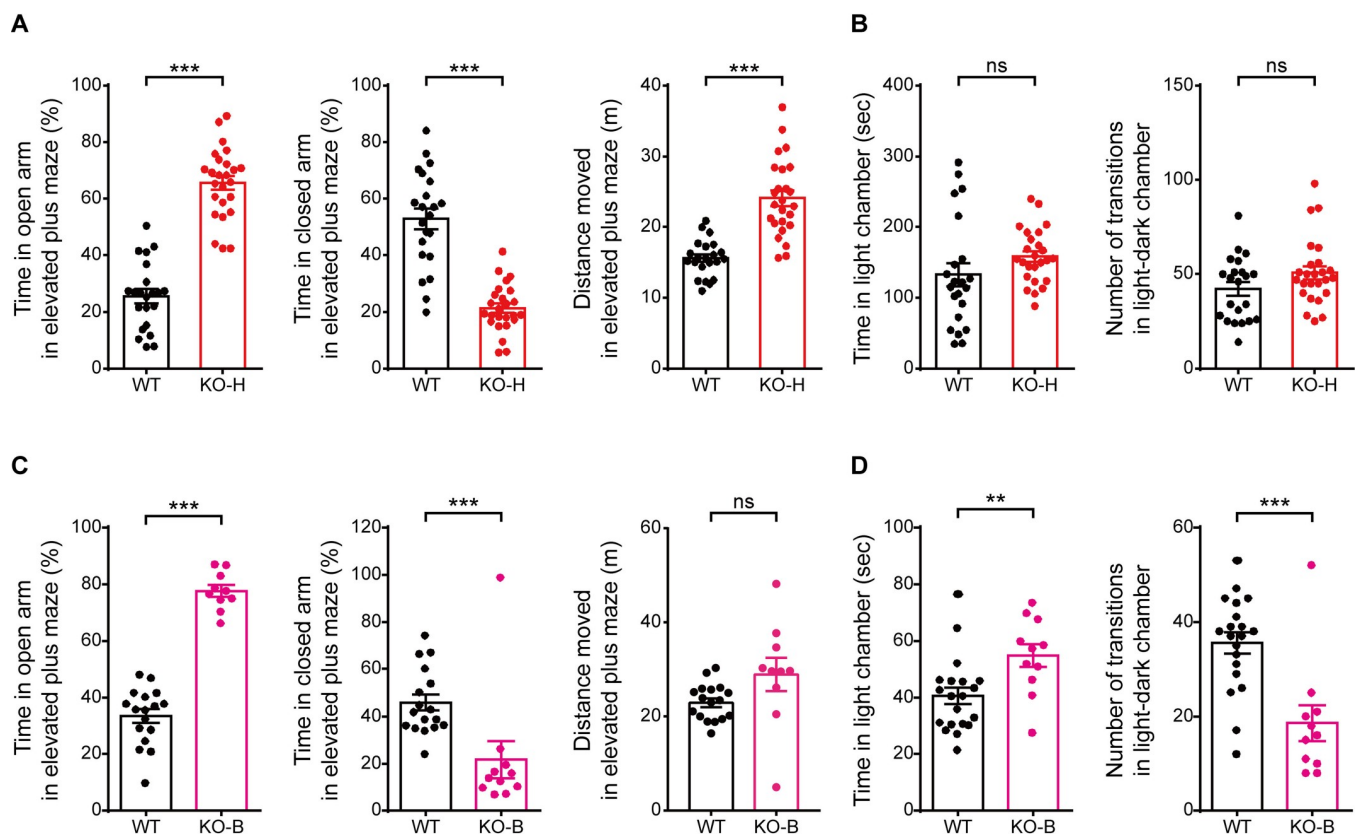 A
Time in open arm
in elevated plus maze (%)
100
80
60
40
20
0
***
WT
KO-H
Time in closed arm
in elevated plus maze (%)
100
80
60
40
20
0
***
WT
KO-H
Distance moved
in elevated plus maze (m)
40
30
20
10
0
***
WT
KO-H
B
Time in light chamber (sec)
400
300
200
100
0
ns
WT
KO-H
Number of transitions
in light-dark chamber
150
100
50
0
ns
WT
KO-H
C
Time in open arm
in elevated plus maze (%)
100
80
60
40
20
0
***
WT
KO-B
Time in closed arm
in elevated plus maze (%)
120
100
80
60
40
20
0
***
WT
KO-B
Distance moved
in elevated plus maze (m)
60
40
20
0
ns
WT
KO-B
D
Time in light chamber (sec)
100
80
60
40
20
0
**
WT
KO-B
Number of transitions
in light-dark chamber
60
40
20
0
***
WT
KO-B